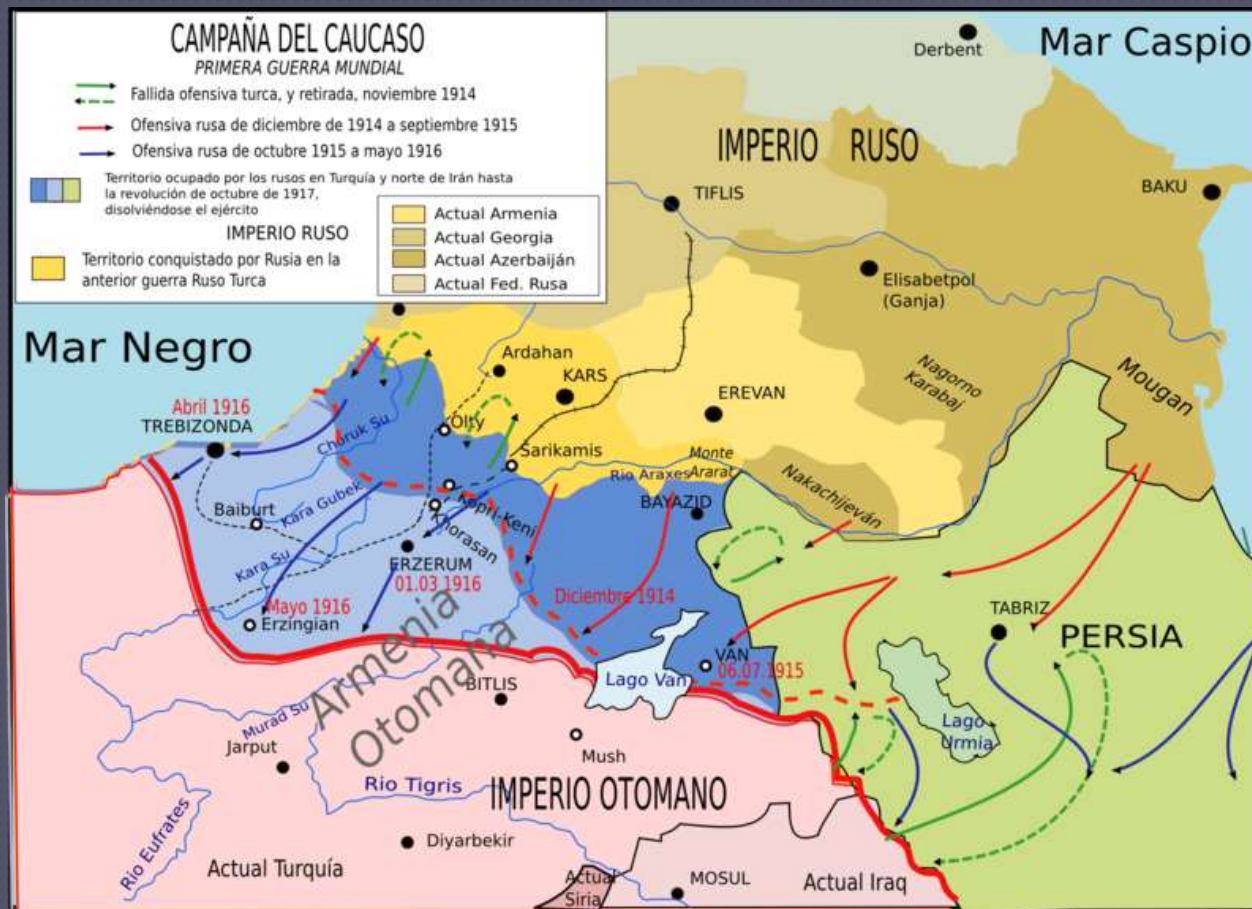 CAMPAÑA DEL CAUCASO
PRIMERA GUERRA MUNDIAL
Fallida ofensiva turca, y retirada, noviembre 1914
Ofensiva rusa de diciembre de 1914 a septiembre 1915
Ofensiva rusa de octubre 1915 a mayo 1916
Territorio ocupado por los rusos en Turquía y norte de Irán hasta
la revolución de octubre de 1917,
disolviéndose el ejército
IMPERIO RUSO
Territorio conquistado por Rusia en la
anterior guerra Ruso Turca
Actual Armenia
Actual Georgia
Actual Azerbaiján
Actual Fed. Rusa
Derbent
Mar Caspio
IMPERIO RUSO
TIFLIS
BAKU
Elisabetpol
(Ganja)
Mar Negro
Ardahan
KARS
EREVAN
Nagorno
Karabaj
Mougan
Abril 1916
TREBIZONDA
Choruk Su
Olty
Sarikamis
Monte
Ararat
Rio Araxes
Nakachijeván
Baiburt
Kara Gubek
Kopri-Keni
Khorasan
BAYAZID
Kara Su
ERZERUM
01.03 1916
Mayo 1916
Erzingian
Diciembre 1914
TABRIZ
PERSIA
Armenia
Otomana
VAN
06.07.1915
Lago Van
BITLIS
Lago
Urmia
Murad Su
Jarput
Mush
Rio Tigris
IMPERIO OTOMANO
Rio Eufrates
Diyarbekir
Actual Turquía
Actual
Siria
MOSUL
Actual Iraq